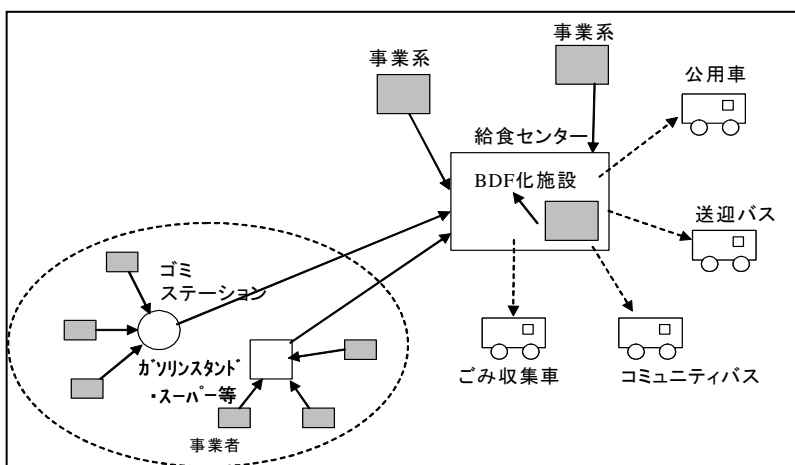 事業系
事業系
公用車
給食センター
BDF化施設
送迎バス
ゴミ
ステーション
ｶﾞｿﾘﾝｽﾀﾝﾄﾞ
・スーパー等
ごみ収集車
コミュニティバス
事業者